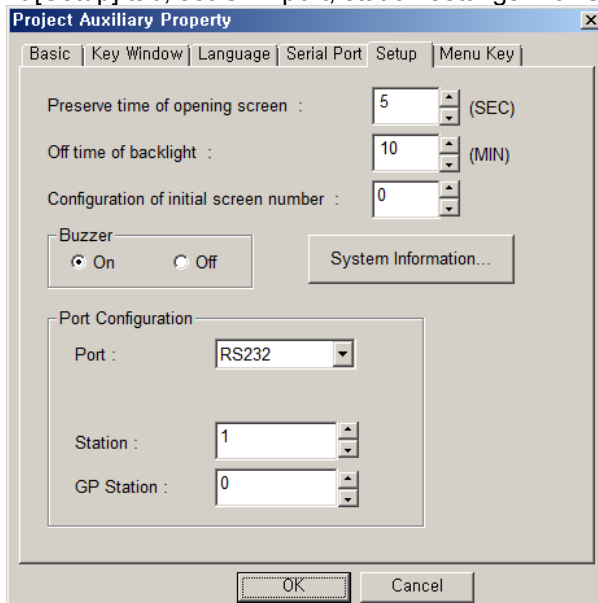 Project Auxiliary Property
Basic Key Window Language Serial Port Setup Menu Key
Preserve time of opening screen : 5 (SEC)
Off time of backlight : 10 (MIN)
Configuration of initial screen number : 0
Buzzer
On Off
System Information...
Port Configuration
Port : RS232
Station : 1
GP Station : 0
OK Cancel